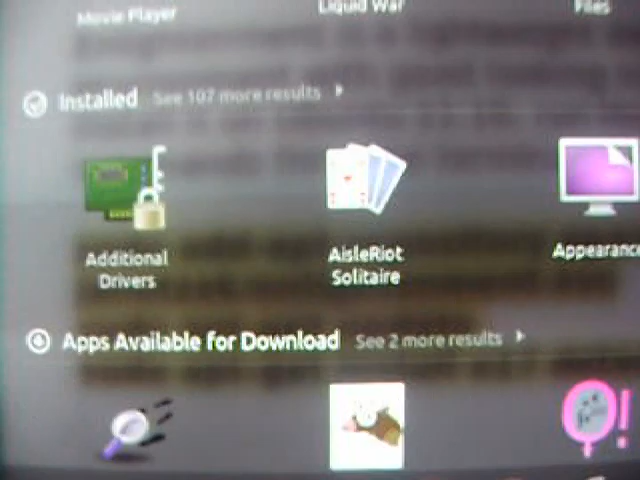 Movie Player Liquid War Files
Installed See 107 more results
Additional Drivers
AisleRiot Solitaire
Appearance
Apps Available for Download See 2 more results